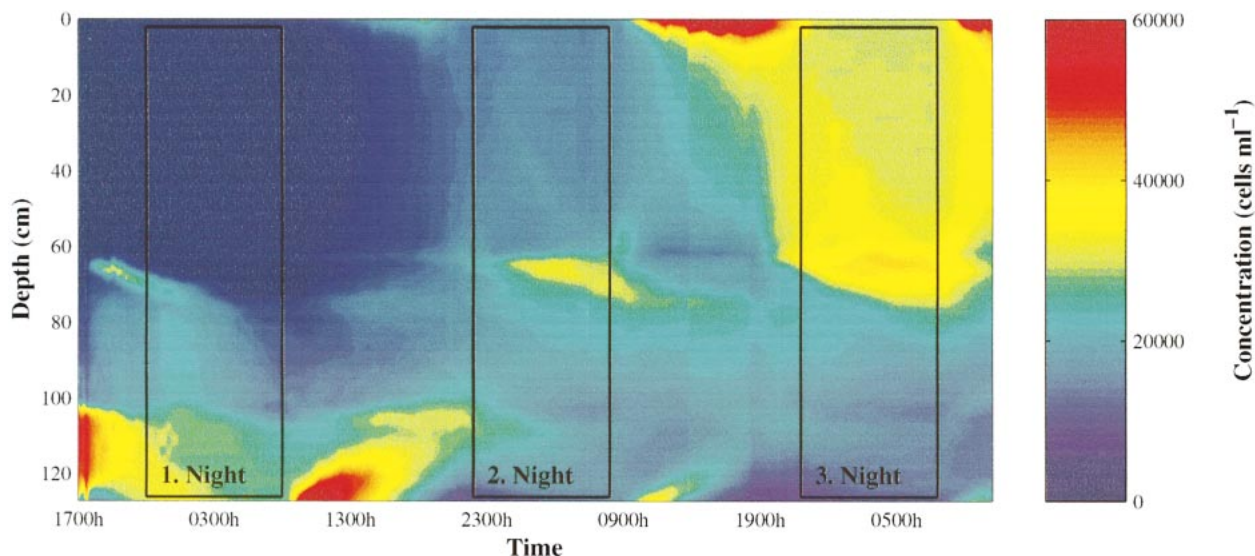 0
20
40
60
80
100
120
Depth (cm)
1. Night
2. Night
3. Night
1700h
0300h
1300h
2300h
0900h
1900h
0500h
Time
60000
40000
20000
0
Concentration (cells ml⁻¹)